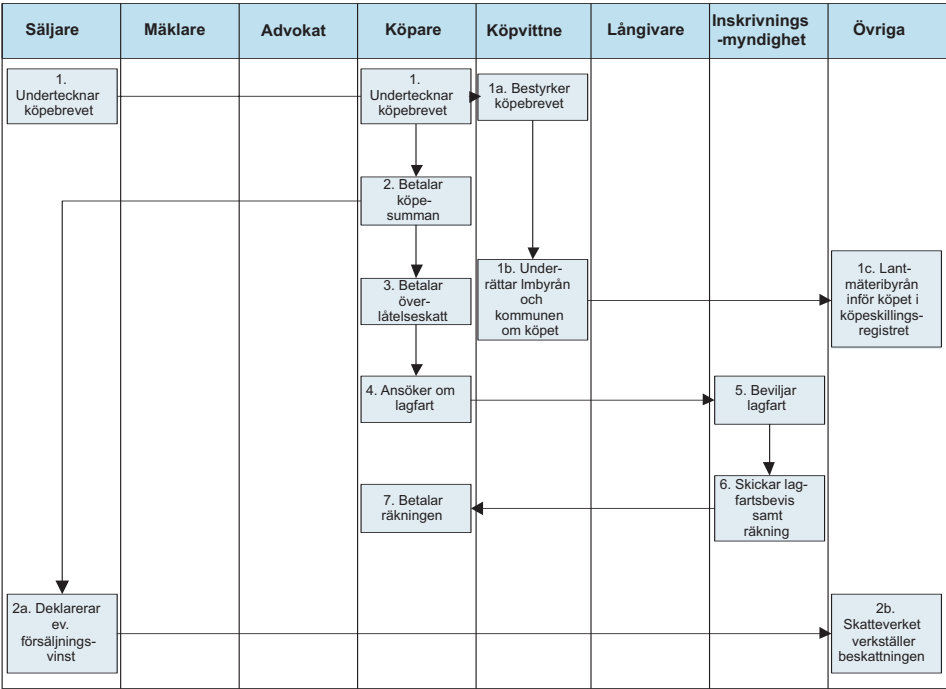 Säljare
Mäklare
Advokat
Köpare
Köpvittne
Långivare
Inskrivnings
-myndighet
Övriga
1.
Undertecknar
köpebrevet
1.
Undertecknar
köpebrevet
1a. Bestyrker
köpebrevet
2. Betalar
köpe-
summan
3. Betalar
över-
låtelseskatt
1b. Under-
rättar lmbyrån
och
kommunen
om köpet
1c. Lant-
mäteribyrån
inför köpet i
köpeskillings-
registret
4. Ansöker om
lagfart
5. Beviljar
lagfart
6. Skickar lag-
fartsbevis
samt
räkning
7. Betalar
räkningen
2a. Deklarerar
ev.
försäljnings-
vinst
2b.
Skatteverket
verkställer
beskattningen